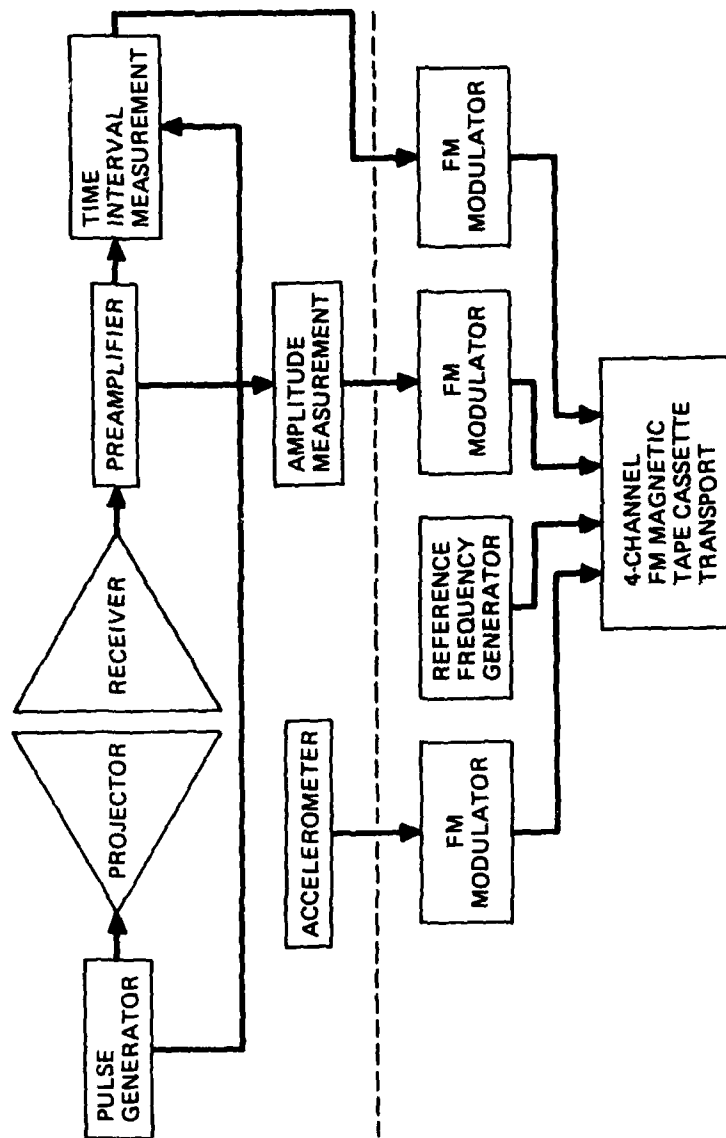 PULSE
GENERATOR
PROJECTOR
RECEIVER
PREAMPLIFIER
TIME
INTERVAL
MEASUREMENT
ACCELEROMETER
AMPLITUDE
MEASUREMENT
FM
MODULATOR
REFERENCE
FREQUENCY
GENERATOR
FM
MODULATOR
FM
MODULATOR
4-CHANNEL
FM MAGNETIC
TAPE CASSETTE
TRANSPORT